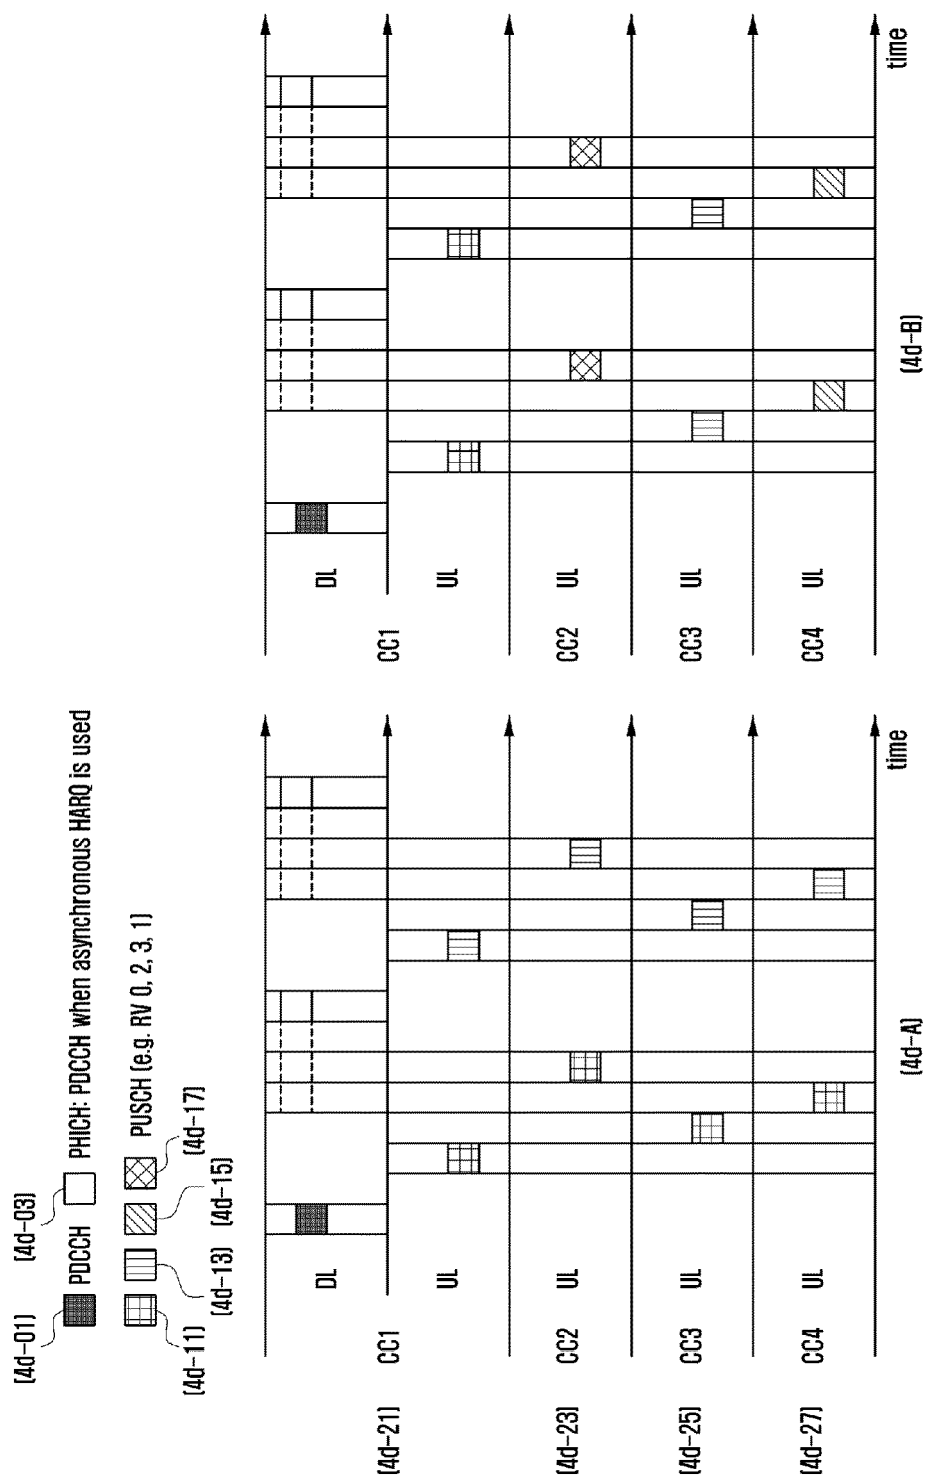 [4d-01]
[4d-03]
PDCCH
PHICH: PDCCH when asynchronous HARQ is used
PUSCH (e.g. RV 0, 2, 3, 1)
[4d-11]
[4d-13]
[4d-15]
[4d-17]
[4d-21]
CC1
DL
UL
[4d-23]
CC2
UL
[4d-25]
CC3
UL
[4d-27]
CC4
UL
time
[4d-A]
CC1
DL
UL
CC2
UL
CC3
UL
CC4
UL
time
[4d-B]